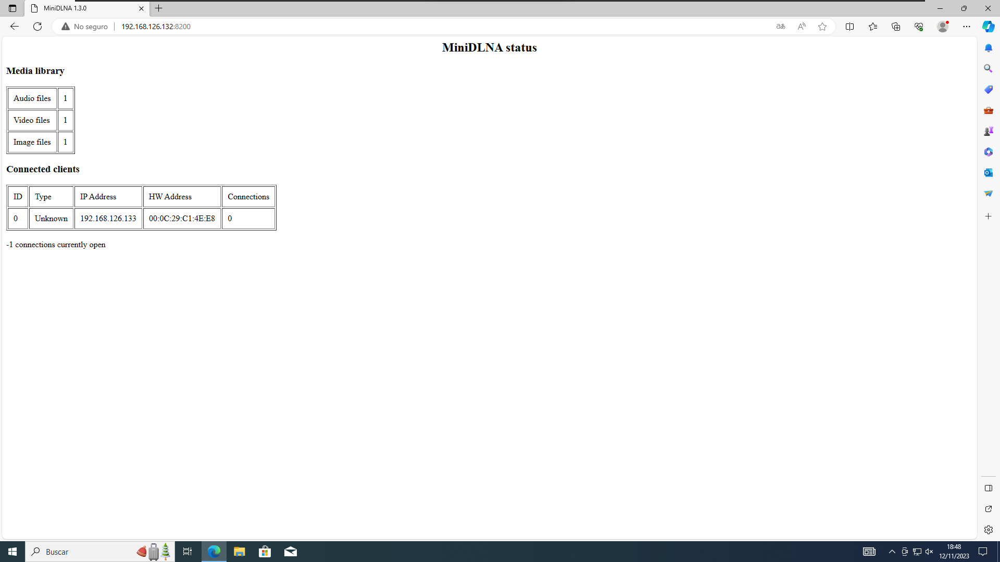 MiniDLNA 1.3.0
No seguro
192.168.126.132:8200
MiniDLNA status
Media library
Audio files 1
Video files 1
Image files 1
Connected clients
ID Type IP Address HW Address Connections
0 Unknown 192.168.126.133 00:0C:29:C1:4E:E8 0
-1 connections currently open
Buscar
18:48
12/11/2023